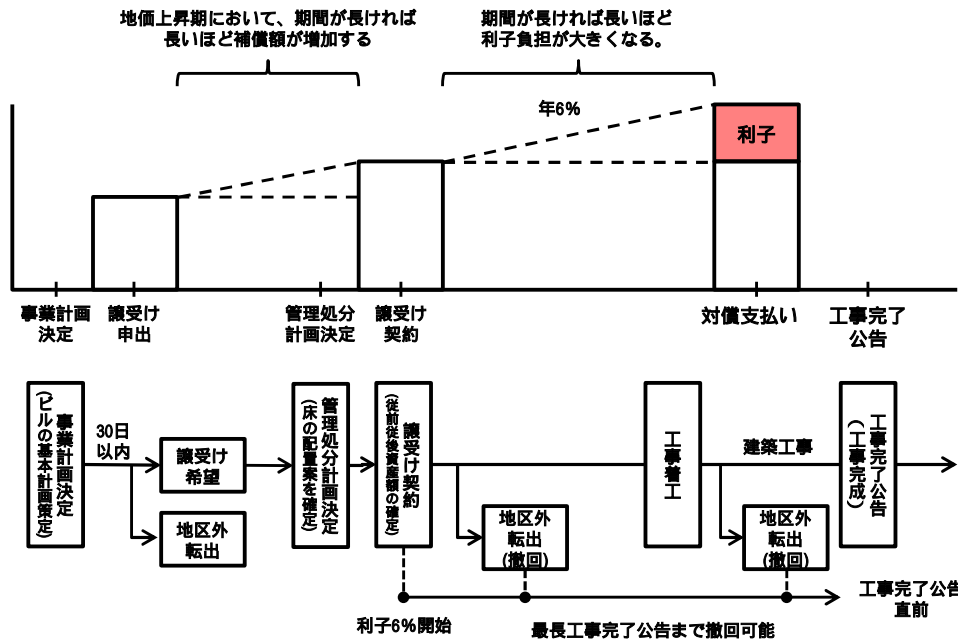 地価上昇期において、期間が長ければ
長いほど補償額が増加する
期間が長ければ長いほど
利子負担が大きくなる。
年6%
利子
事業計画
決定
譲受け
申出
管理処分
計画決定
譲受け
契約
対償支払い
工事完了
公告
事業計画決定
(ビルの基本計画策定)
30日
以内
譲受け
希望
地区外
転出
管理処分計画決定
(床の配置案を確定)
譲受け契約
(従前従後資産額の確定)
地区外
転出
(撤回)
工事着工
建築工事
地区外
転出
(撤回)
工事完了公告
(工事完成)
利子6%開始
最長工事完了公告まで撤回可能
工事完了公告
直前